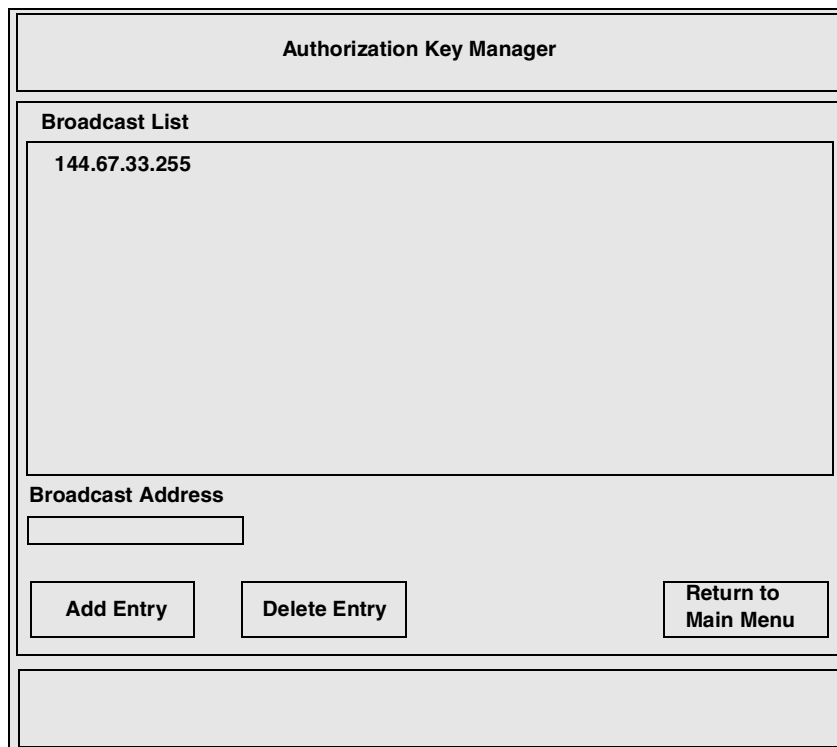 Authorization Key Manager
Broadcast List
144.67.33.255
Broadcast Address
Add Entry
Delete Entry
Return to
Main Menu